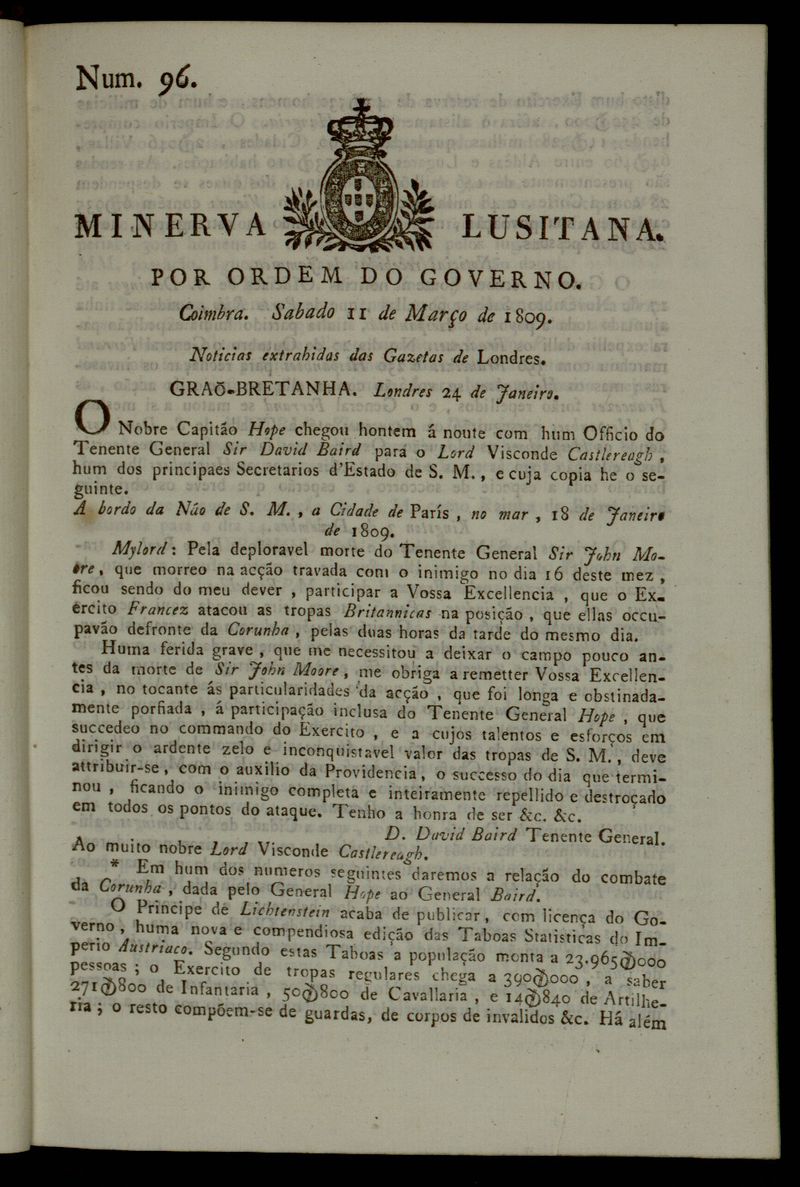 Num. 96.
MINERVA LUSITANA.
POR ORDEM DO GOVERNO.
Coimbra. Sabado 11 de Março de 1809.
Noticias extrahidas das Gazetas de Londres.
GRAÕ-BRETANHA. Londres 24 de Janeiro.
O Nobre Capitão Hope chegou hontem á noute com hum Officio do
Tenente General Sir David Baird para o Lord Visconde Castlereagh ,
hum dos principaes Secretarios d'Estado de S. M. , e cuja copia he o se-
guinte.
A bordo da Náo de S. M. , a Cidade de París , no mar , 18 de Janeiro
de 1809.
Mylord : Pela deploravel morte do Tenente General Sir John Mo-
ore, que morreo na acção travada com o inimigo no dia 16 deste mez ,
ficou sendo do meu dever , participar a Vossa Excellencia , que o Ex-
ército Francez atacou as tropas Britannicas na posição , que ellas occu-
pavão defronte da Corunha , pelas duas horas da tarde do mesmo dia.
Huma ferida grave , que me necessitou a deixar o campo pouco an-
tes da morte de Sir John Moore, me obriga a remetter Vossa Excellen-
cia , no tocante ás particularidades da acção , que foi longa e obstinada-
mente porfiada , á participação inclusa do Tenente General Hope , que
succedeo no commando do Exercito , e a cujos talentos e esforços em
dirigir o ardente zelo e inconquistavel valor das tropas de S. M. , deve
attribuir-se , com o auxilio da Providencia, o successo do dia que termi-
nou , ficando o inimigo completa e inteiramente repellido e destroçado
em todos os pontos do ataque. Tenho a honra de ser &c. &c.
D. David Baird Tenente General.
Ao muito nobre Lord Visconde Castlereagh.
* Em hum dos numeros seguintes daremos a relação do combate
da Corunha , dada pelo General Hope ao General Baird.
O Principe de Lichtenstein acaba de publicar, com licença do Go-
verno , huma nova e compendiosa edição das Taboas Statisticas do Im-
perio Austriaco. Segundo estas Taboas a população monta a 23.965@000
pessoas ; o Exercito de tropas regulares chega a 390@000 , a saber
271@800 de Infantaria , 50@800 de Cavallaria , e 14@840 de Artilhe-
ria ; o resto compõem-se de guardas, de corpos de invalidos &c. Há além